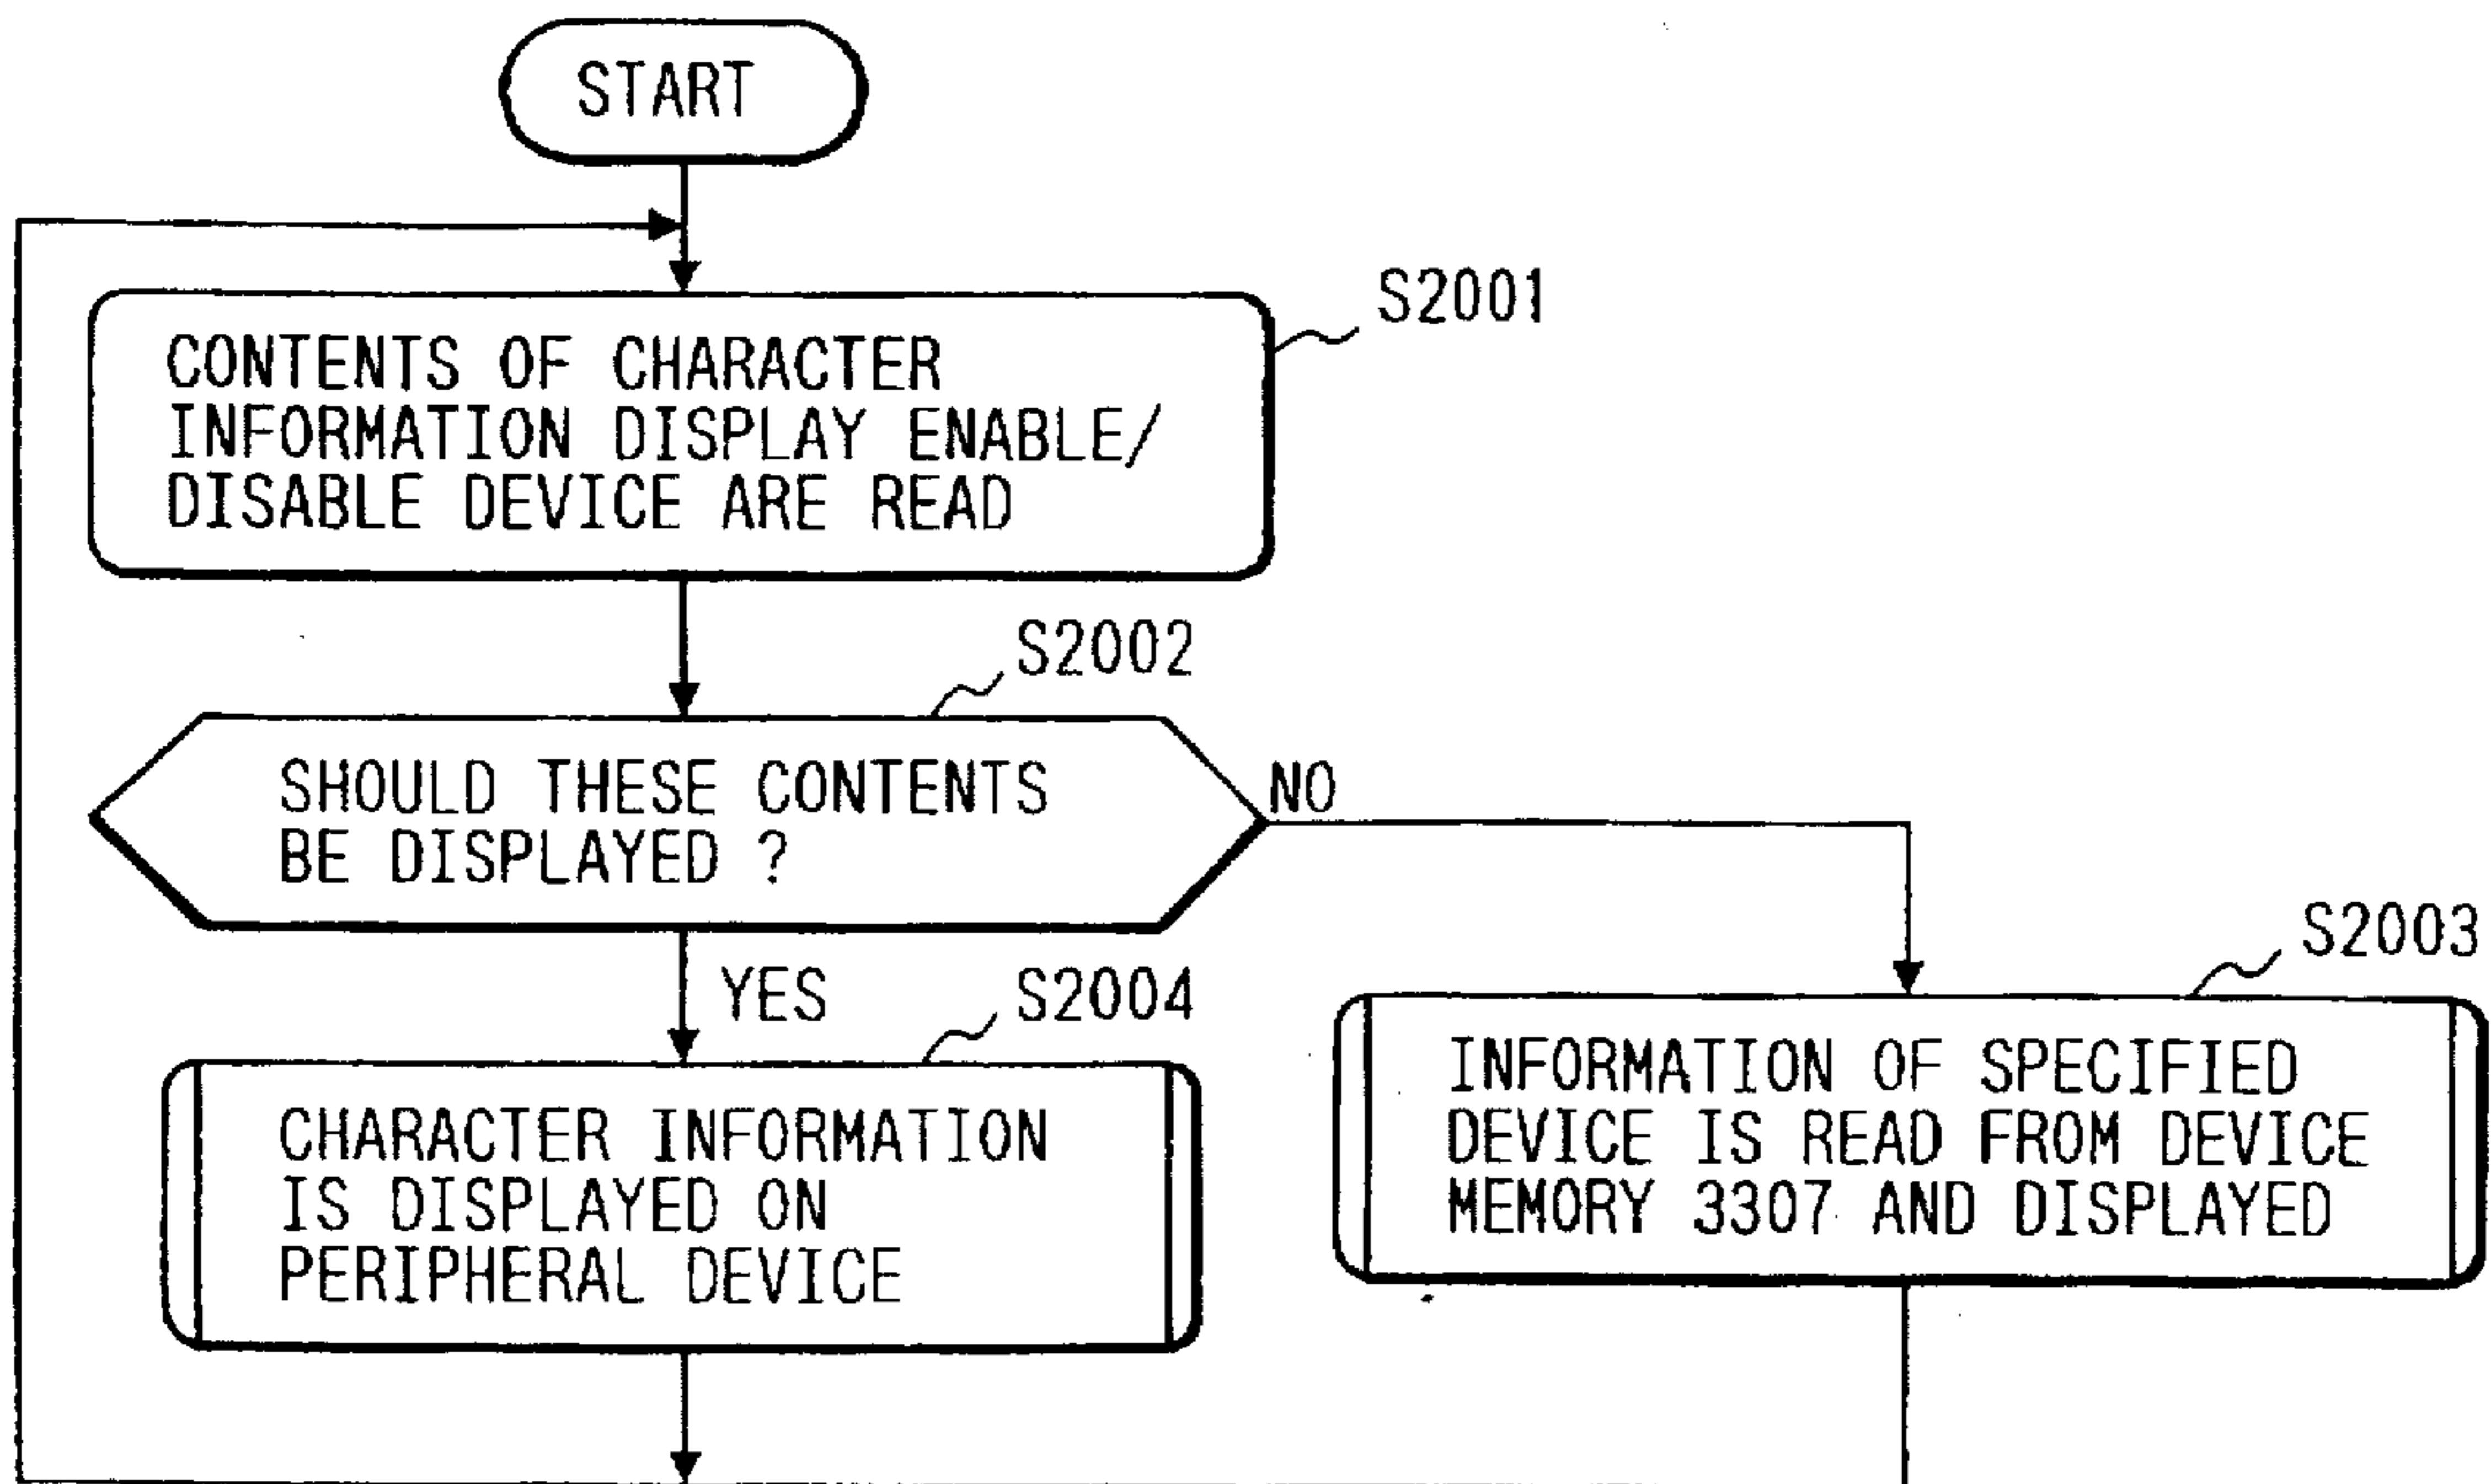 START
S2001
CONTENTS OF CHARACTER
INFORMATION DISPLAY ENABLE/
DISABLE DEVICE ARE READ
S2002
SHOULD THESE CONTENTS
BE DISPLAYED ?
NO
YES
S2004
S2003
CHARACTER INFORMATION
IS DISPLAYED ON
PERIPHERAL DEVICE
INFORMATION OF SPECIFIED
DEVICE IS READ FROM DEVICE
MEMORY 3307 AND DISPLAYED